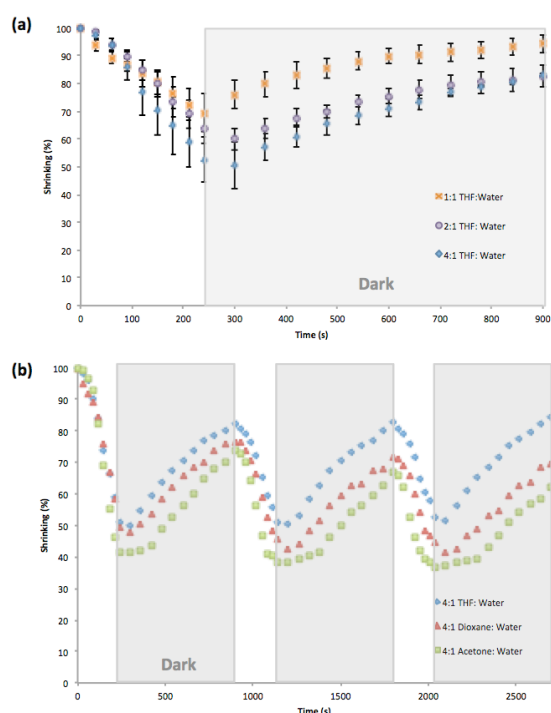 (a)
100
90
80
70
60
50
40
30
20
10
0
Shrinking (%)
1:1 THF:Water
2:1 THF: Water
4:1 THF: Water
Dark
0 100 200 300 400 500 600 700 800 900
Time (s)
(b)
100
90
80
70
60
50
40
30
20
10
0
Shrinking (%)
4:1 THF: Water
4:1 Dioxane: Water
4:1 Acetone: Water
Dark
0 500 1000 1500 2000 2500
Time (s)